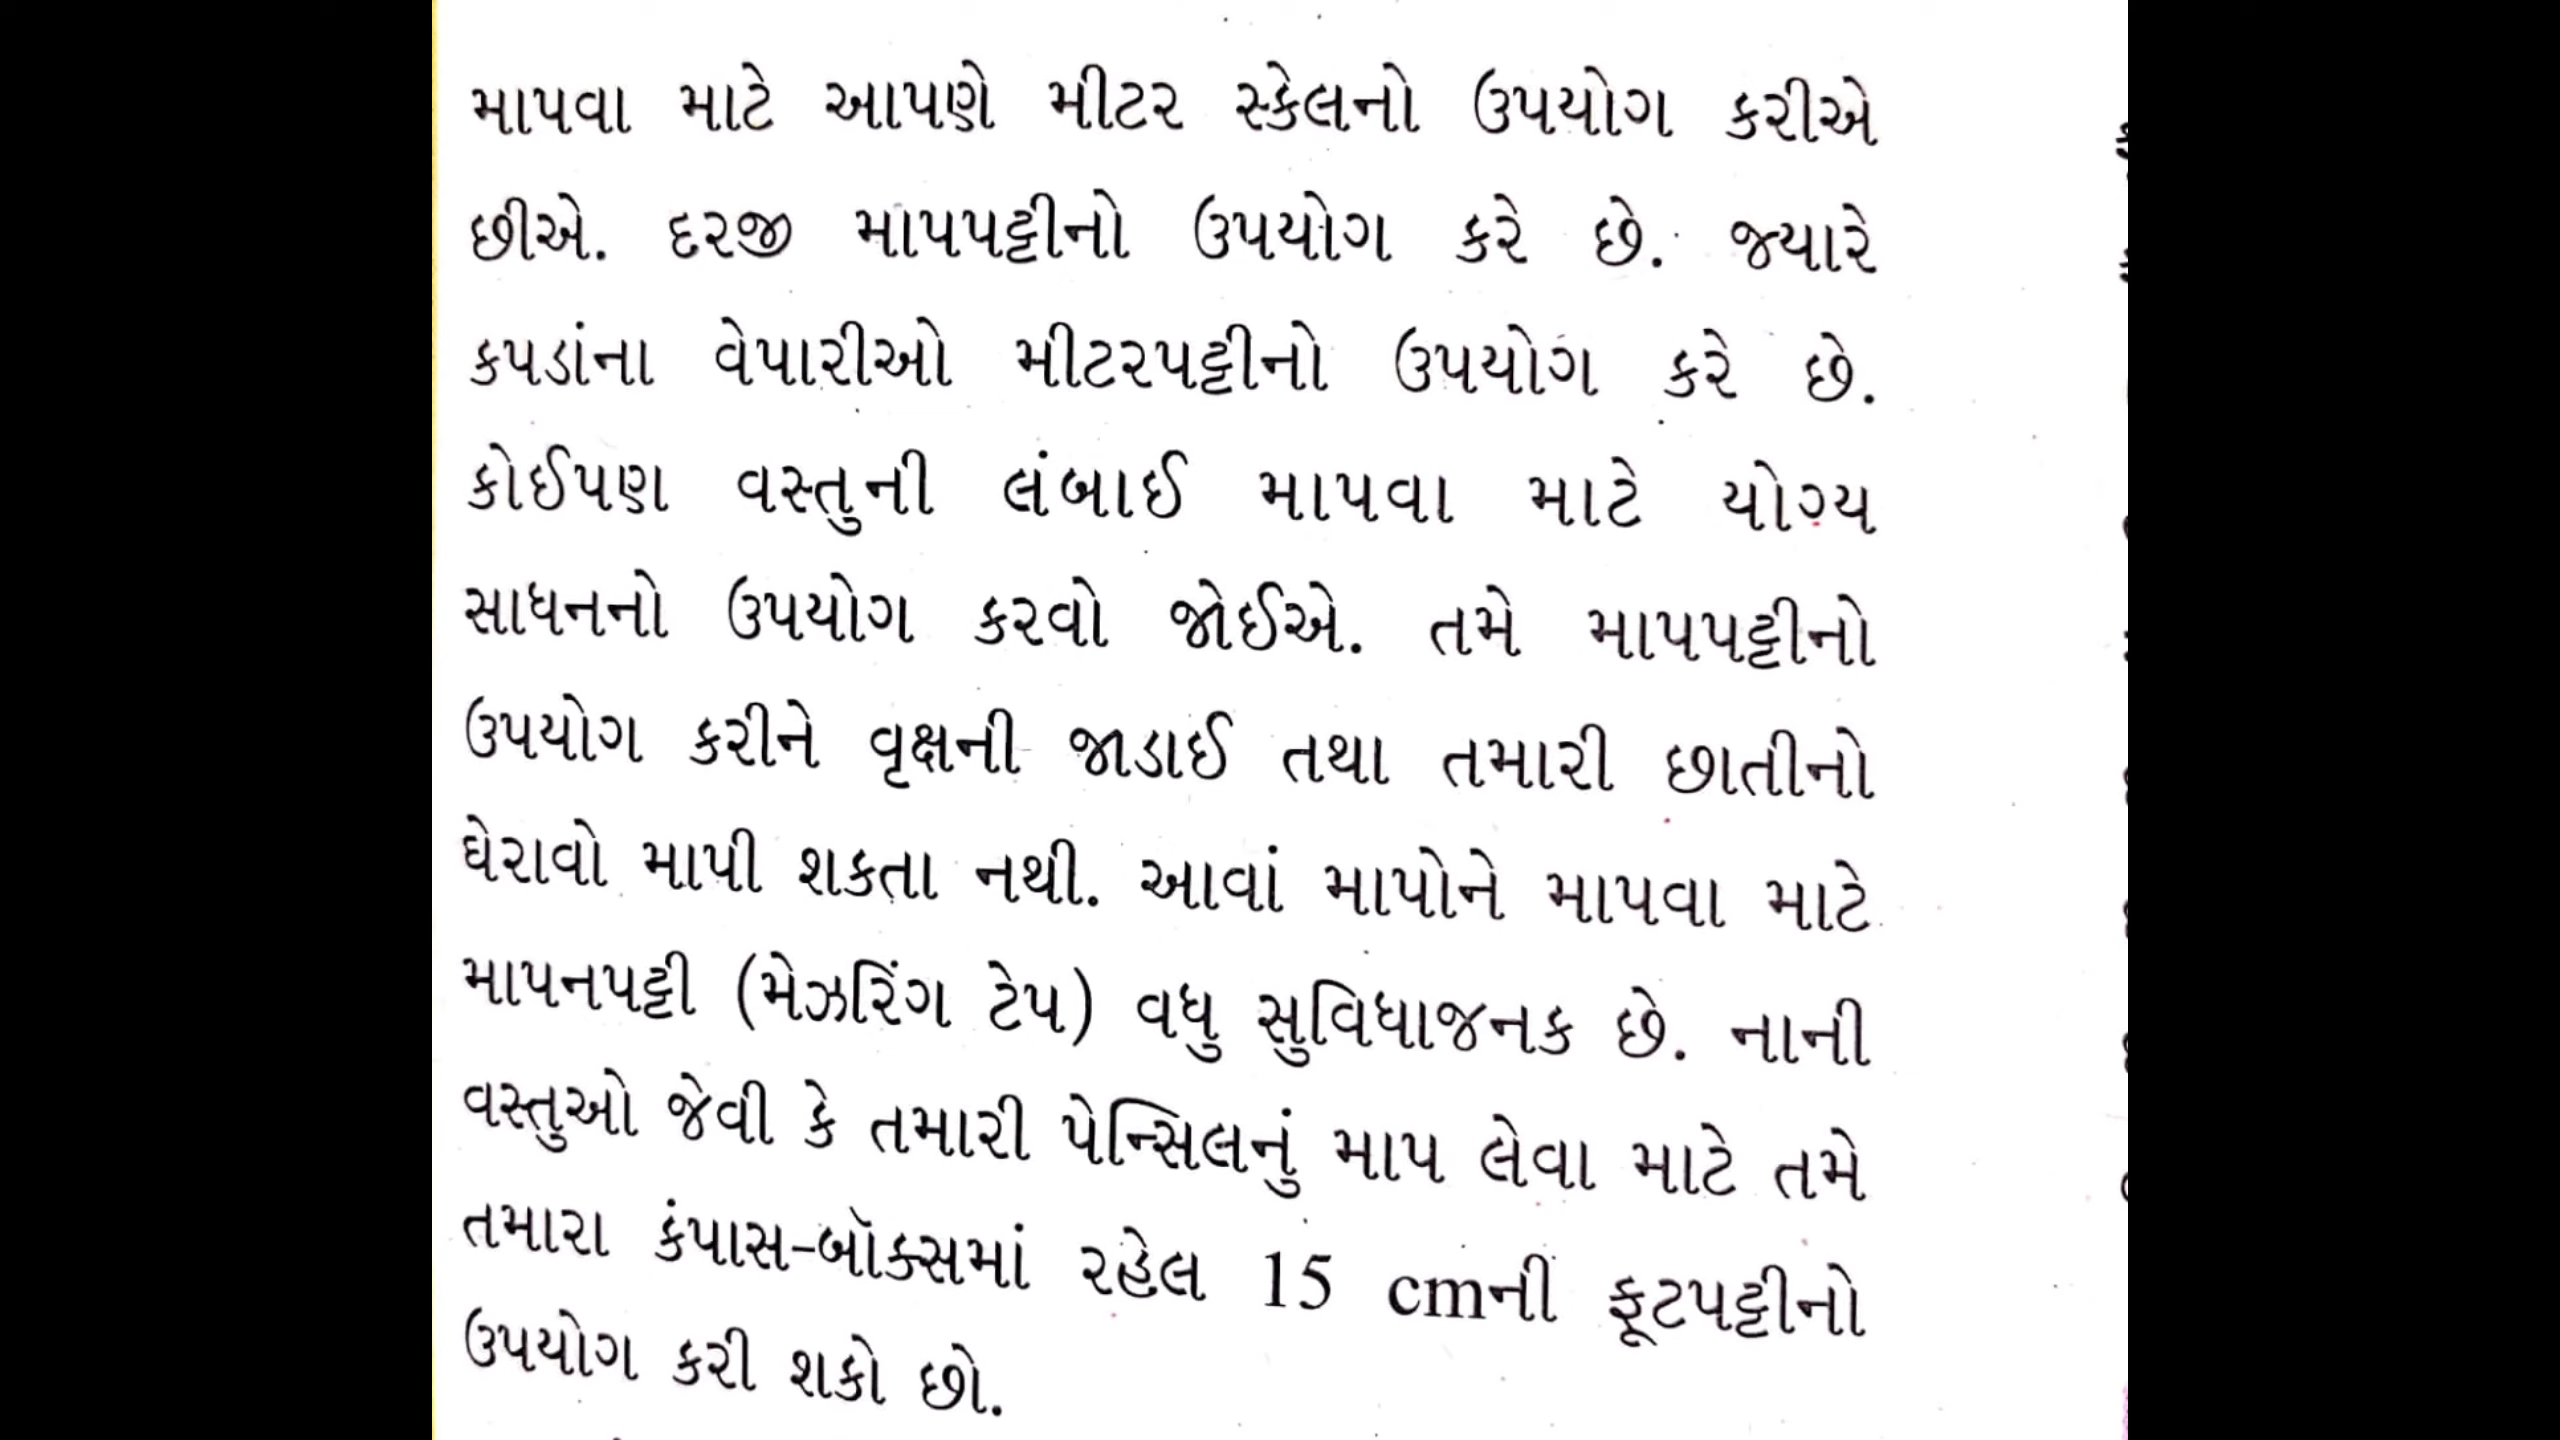 માપવા માટે આપણે મીટર સ્કેલનો ઉપયોગ કરીએ
છીએ. દરજી માપપટ્ટીનો ઉપયોગ કરે છે. જ્યારે
કપડાંના વેપારીઓ મીટરપટ્ટીનો ઉપયોગ કરે છે.
કોઈપણ વસ્તુની લંબાઈ માપવા માટે યોગ્ય
સાધનનો ઉપયોગ કરવો જોઈએ. તમે માપપટ્ટીનો
ઉપયોગ કરીને વૃક્ષની જાડાઈ તથા તમારી છાતીનો
ઘેરાવો માપી શકતા નથી. આવાં માપોને માપવા માટે
માપનપટ્ટી (મેઝરિંગ ટેપ) વધુ સુવિધાજનક છે. નાની
વસ્તુઓ જેવી કે તમારી પેન્સિલનું માપ લેવા માટે તમે
તમારા કંપાસ-બૉક્સમાં રહેલ 15 cmની ફૂટપટ્ટીનો
ઉપયોગ કરી શકો છો.